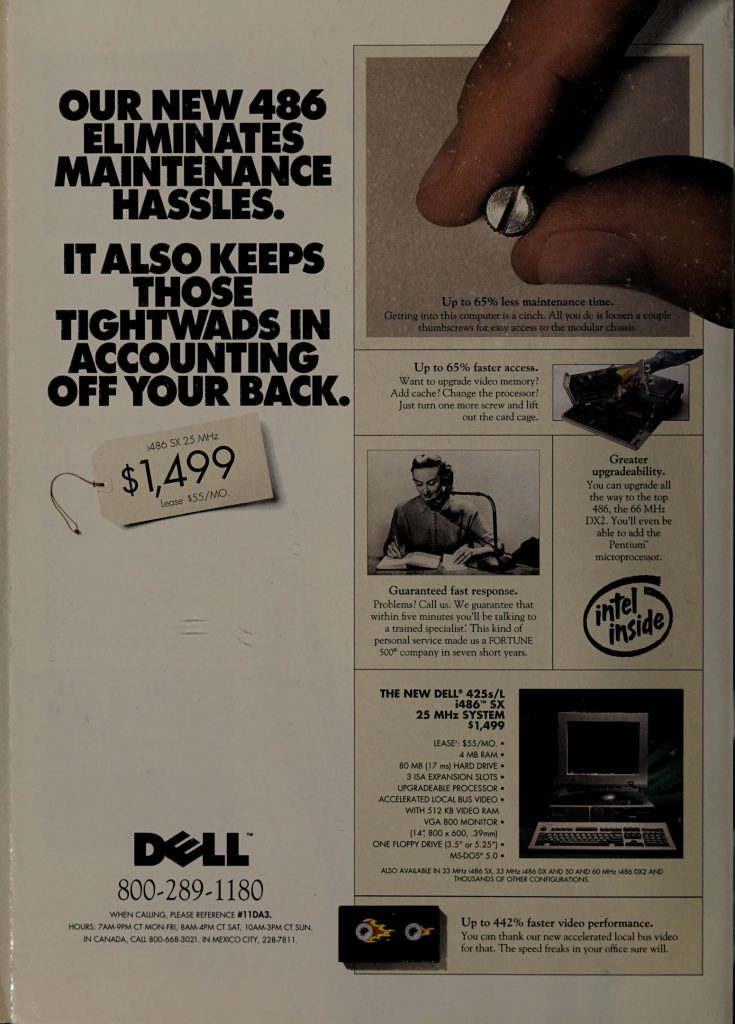 OUR NEW 486
ELIMINATES
MAINTENANCE
HASSLES.
IT ALSO KEEPS
THOSE
TIGHTWADS IN
ACCOUNTING
OFF YOUR BACK.
i486 SX 25 MHz
$1,499
Lease $55/MO.
DELL™
800-289-1180
WHEN CALLING, PLEASE REFERENCE #11DA3.
HOURS: 7AM-9PM CT MON-FRI, 8AM-4PM CT SAT, 10AM-3PM CT SUN.
IN CANADA, CALL 800-668-3021. IN MEXICO CITY, 228-7811.
Up to 65% less maintenance time.
Getting into this computer is a cinch. All you do is loosen a couple
thumbscrews for easy access to the modular chassis.
Up to 65% faster access.
Want to upgrade video memory?
Add cache? Change the processor?
Just turn one more screw and lift
out the card cage.
Guaranteed fast response.
Problems? Call us. We guarantee that
within five minutes you'll be talking to
a trained specialist.* This kind of
personal service made us a FORTUNE
500® company in seven short years.
Greater
upgradeability.
You can upgrade all
the way to the top
486, the 66 MHz
DX2. You'll even be
able to add the
Pentium™
microprocessor.
intel
inside
THE NEW DELL® 425s/L
i486™ SX
25 MHz SYSTEM
$1,499
LEASE: $55/MO. •
4 MB RAM •
80 MB (17 ms) HARD DRIVE •
3 ISA EXPANSION SLOTS •
UPGRADEABLE PROCESSOR •
ACCELERATED LOCAL BUS VIDEO •
WITH 512 KB VIDEO RAM
VGA 800 MONITOR •
(14", 800 x 600, .39mm)
ONE FLOPPY DRIVE (3.5" or 5.25") •
MS-DOS® 5.0 •
ALSO AVAILABLE IN 33 MHz i486 SX, 33 MHz i486 DX AND 50 AND 60 MHz i486 DX2 AND
THOUSANDS OF OTHER CONFIGURATIONS.
Up to 442% faster video performance.
You can thank our new accelerated local bus video
for that. The speed freaks in your office sure will.